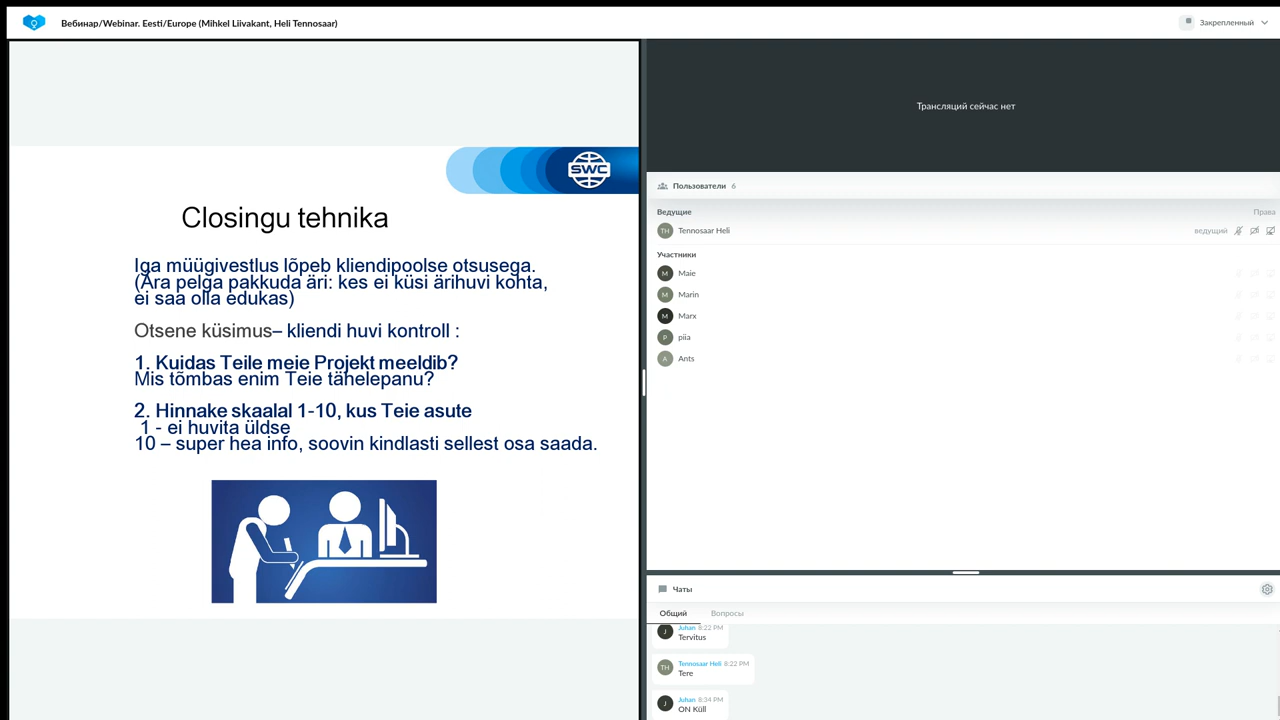 Вебинар/Webinar. Eesti/Europe (Mihkel Liivakant, Heli Tennosaar)
Закрепленный
SWC
Closingu tehnika
Iga müügivestlus lõpeb kliendipoolse otsusega.
(Ära pelga pakkuda äri: kes ei küsi ärihuvi kohta,
ei saa olla edukas)
Otsene küsimus– kliendi huvi kontroll :
1. Kuidas Teile meie Projekt meeldib?
Mis tõmbas enim Teie tähelepanu?
2. Hinnake skaalal 1-10, kus Teie asute
1 - ei huvita üldse
10 – super hea info, soovin kindlasti sellest osa saada.
Трансляций сейчас нет
Пользователи 6
Ведущие Права
TH Tennosaar Heli ведущий
Участники
M Maie
M Marin
M Marx
P piia
A Ants
Чаты
Общий Вопросы
J Juhan 8:22 PM
Tervitus
TH Tennosaar Heli 8:22 PM
Tere
J Juhan 8:34 PM
ON Küll